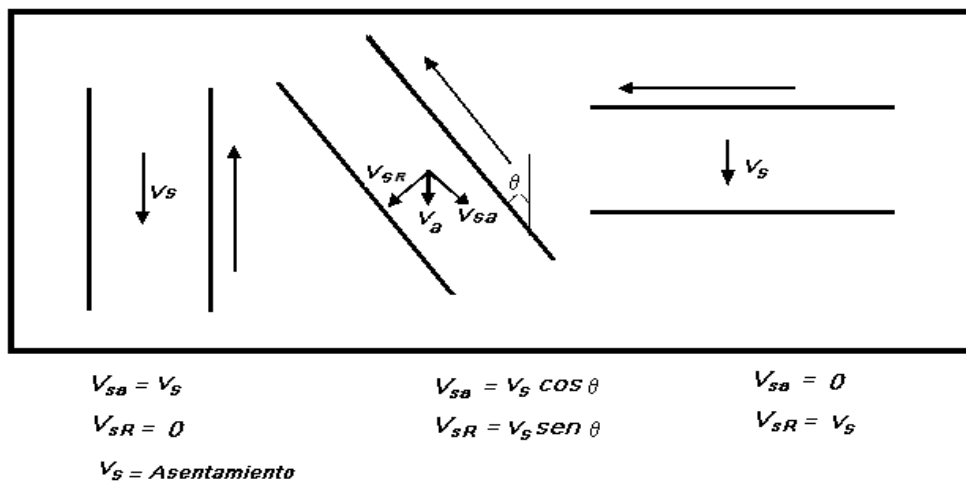 Vs
VsR
Va
Vsa
θ
Vs
Vsa = Vs
VsR = 0
Vs = Asentamiento
Vsa = Vs cos θ
VsR = Vs sen θ
Vsa = 0
VsR = Vs